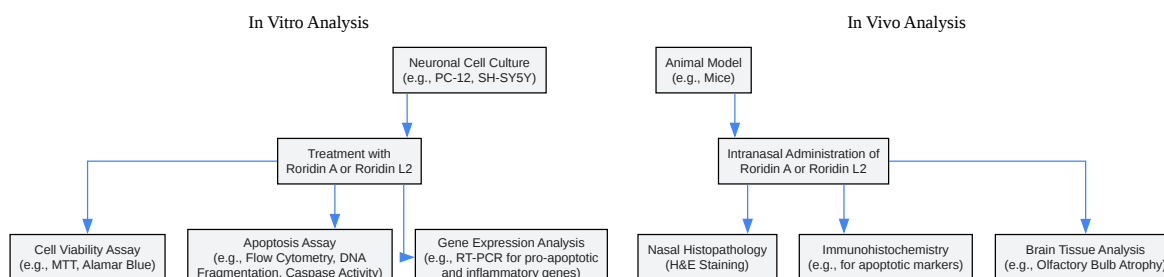 In Vitro Analysis
Neuronal Cell Culture
(e.g., PC-12, SH-SY5Y)
Treatment with
Roridin A or Roridin L2
Cell Viability Assay
(e.g., MTT, Alamar Blue)
Apoptosis Assay
(e.g., Flow Cytometry, DNA
Fragmentation, Caspase Activity)
Gene Expression Analysis
(e.g., RT-PCR for pro-apoptotic
and inflammatory genes)
In Vivo Analysis
Animal Model
(e.g., Mice)
Intranasal Administration of
Roridin A or Roridin L2
Nasal Histopathology
(H&E Staining)
Immunohistochemistry
(e.g., for apoptotic markers)
Brain Tissue Analysis
(e.g., Olfactory Bulb Atrophy)